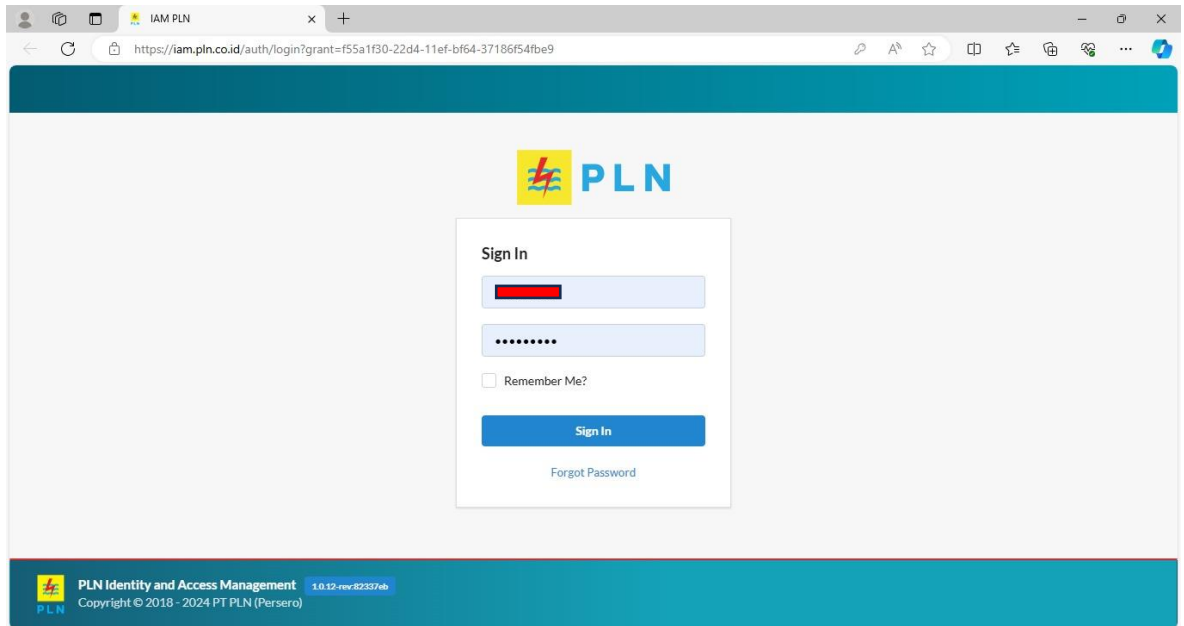 IAM PLN
https://iam.pln.co.id/auth/login?grant=f55a1f30-22d4-11ef-bf64-37186f54fbe9
PLN
Sign In
•••••••••
Remember Me?
Sign In
Forgot Password
PLN Identity and Access Management 1.0.12-rev:82337eb
Copyright © 2018 - 2024 PT PLN (Persero)
PLN